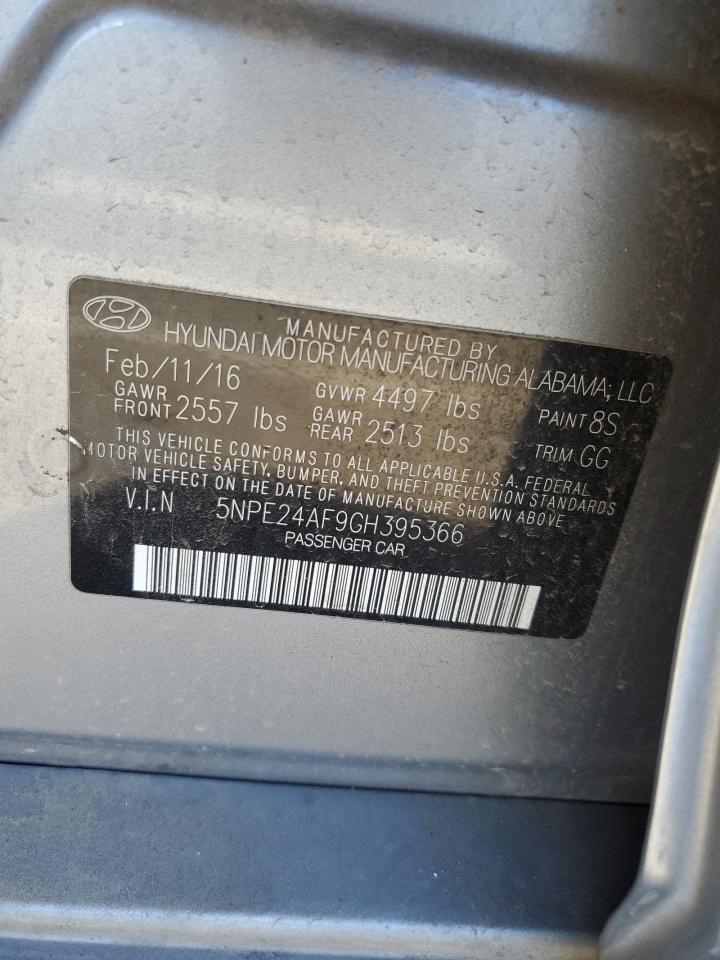 MANUFACTURED BY
HYUNDAI MOTOR MANUFACTURING ALABAMA, LLC
Feb/11/16 GVWR 4497 lbs PAINT 8S
GAWR FRONT 2557 lbs GAWR REAR 2513 lbs TRIM GG
THIS VEHICLE CONFORMS TO ALL APPLICABLE U.S.A. FEDERAL
MOTOR VEHICLE SAFETY, BUMPER, AND THEFT PREVENTION STANDARDS
IN EFFECT ON THE DATE OF MANUFACTURE SHOWN ABOVE
V.I.N 5NPE24AF9GH395366
PASSENGER CAR